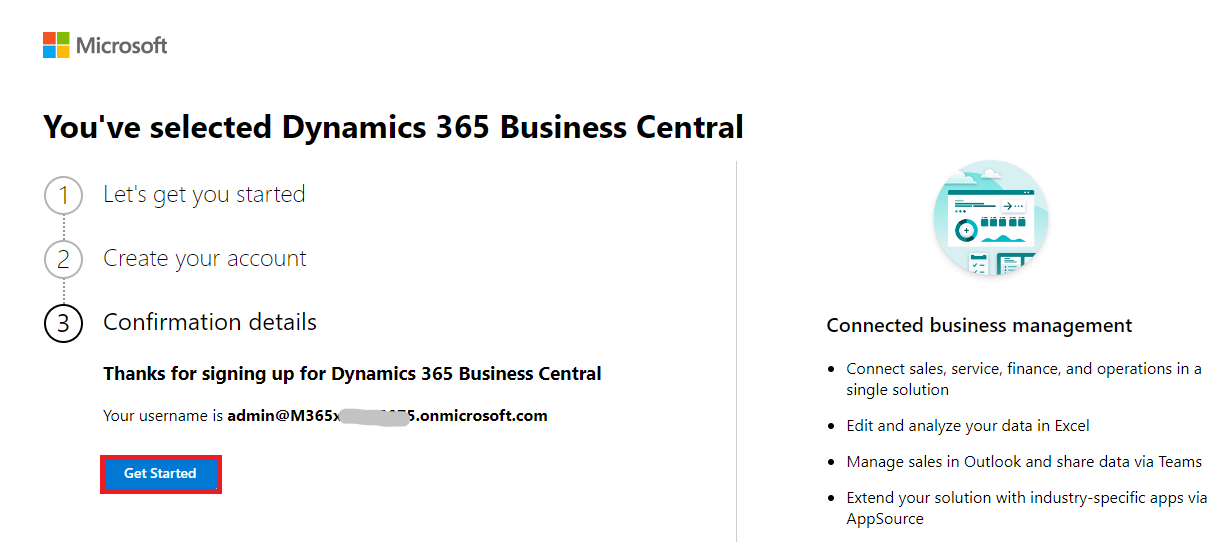 Microsoft
You've selected Dynamics 365 Business Central
1 Let's get you started
2 Create your account
3 Confirmation details
Thanks for signing up for Dynamics 365 Business Central
Your username is admin@M365x 5.onmicrosoft.com
Get Started
Connected business management
• Connect sales, service, finance, and operations in a
single solution
• Edit and analyze your data in Excel
• Manage sales in Outlook and share data via Teams
• Extend your solution with industry-specific apps via
AppSource